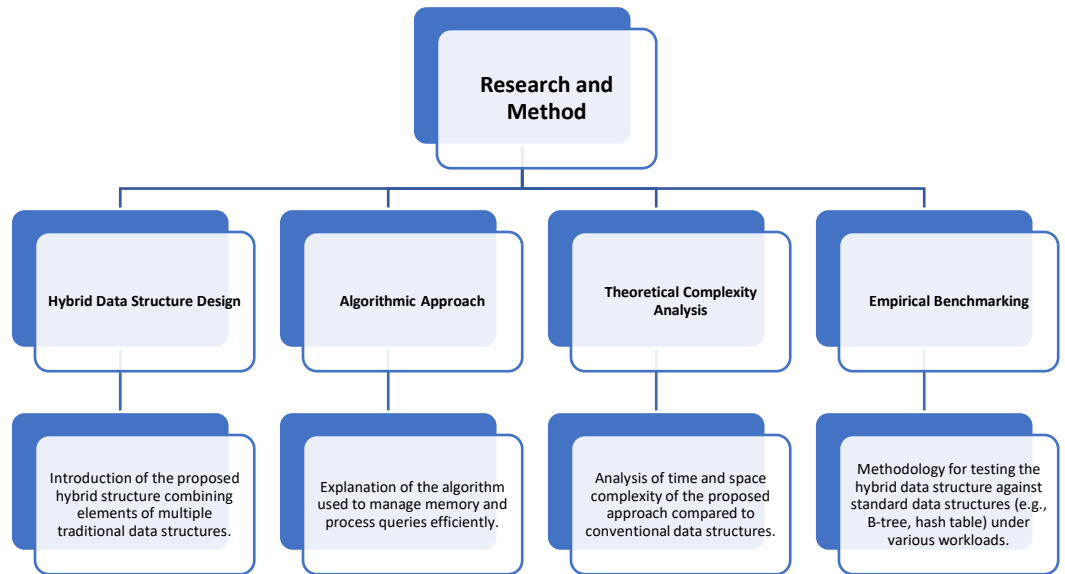 Research and
Method
Hybrid Data Structure Design
Algorithmic Approach
Theoretical Complexity
Analysis
Empirical Benchmarking
Introduction of the proposed
hybrid structure combining
elements of multiple
traditional data structures.
Explanation of the algorithm
used to manage memory and
process queries efficiently.
Analysis of time and space
complexity of the proposed
approach compared to
conventional data structures.
Methodology for testing the
hybrid data structure against
standard data structures (e.g.,
B-tree, hash table) under
various workloads.